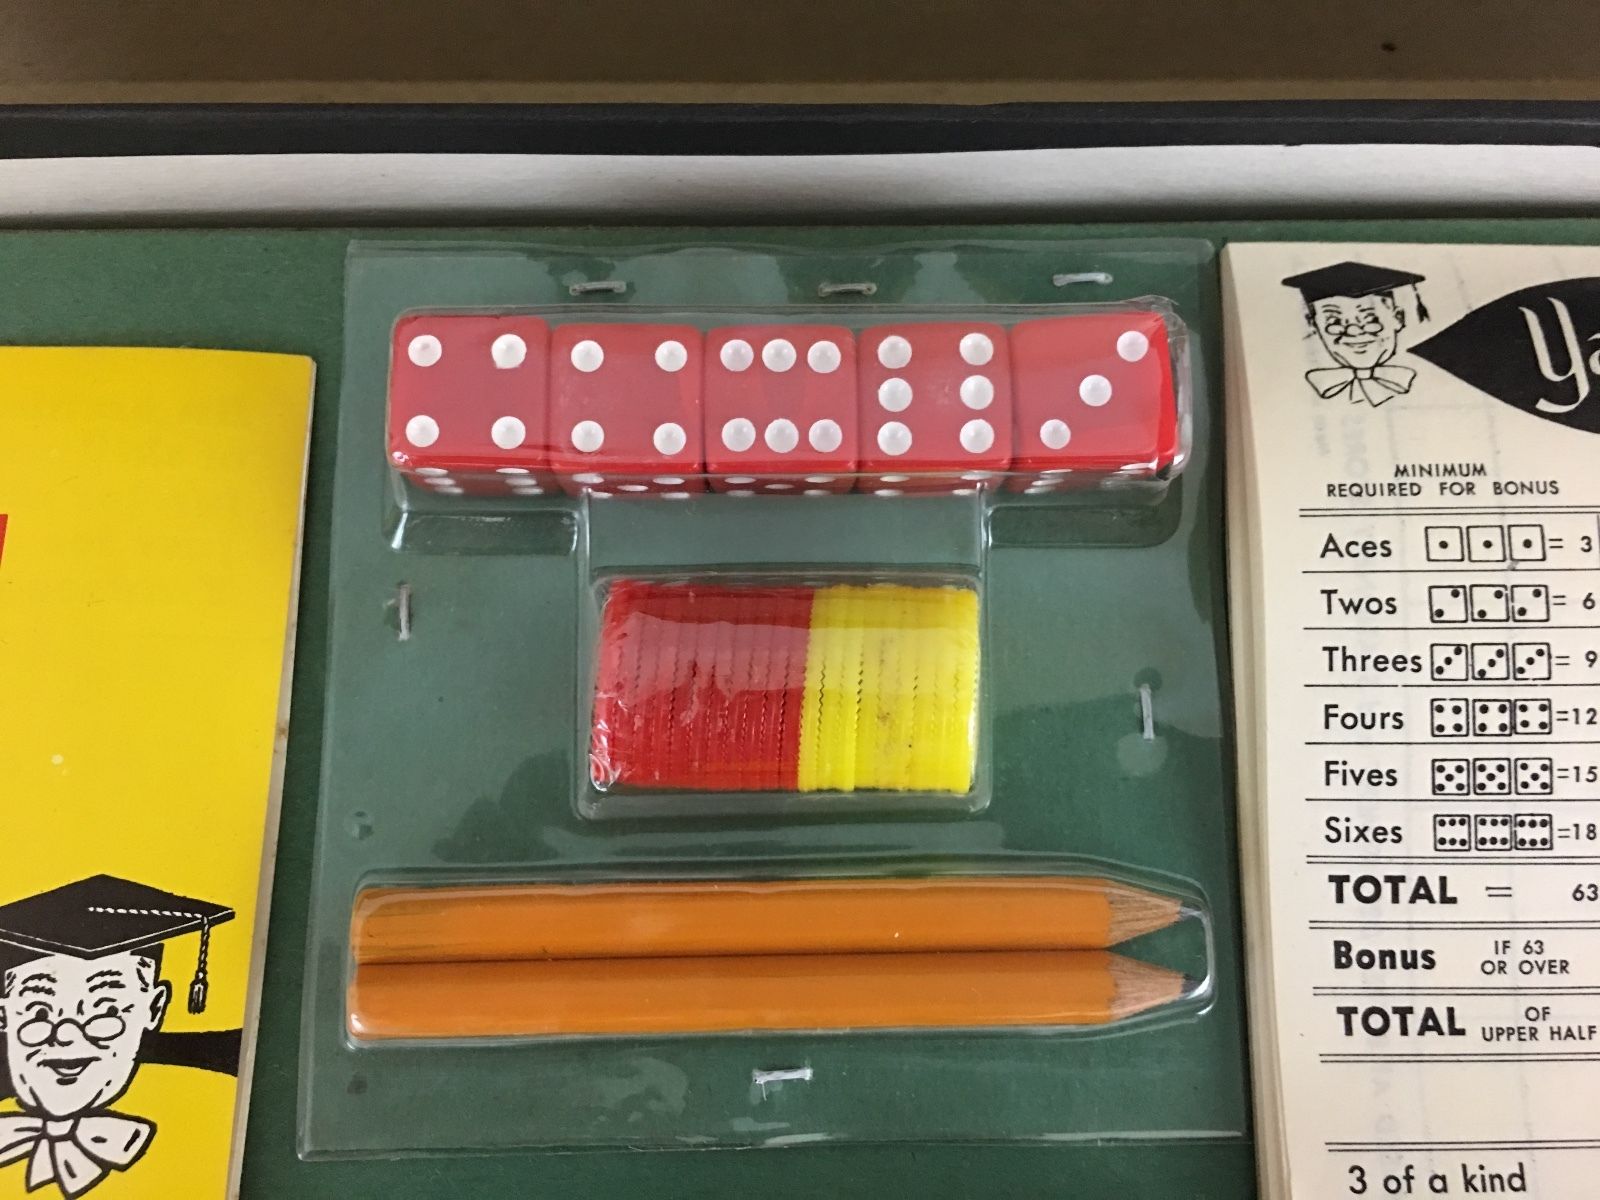 Ya
MINIMUM
REQUIRED FOR BONUS
Aces = 3
Twos = 6
Threes = 9
Fours =12
Fives =15
Sixes =18
TOTAL = 63
Bonus IF 63 OR OVER
TOTAL OF UPPER HALF
3 of a kind